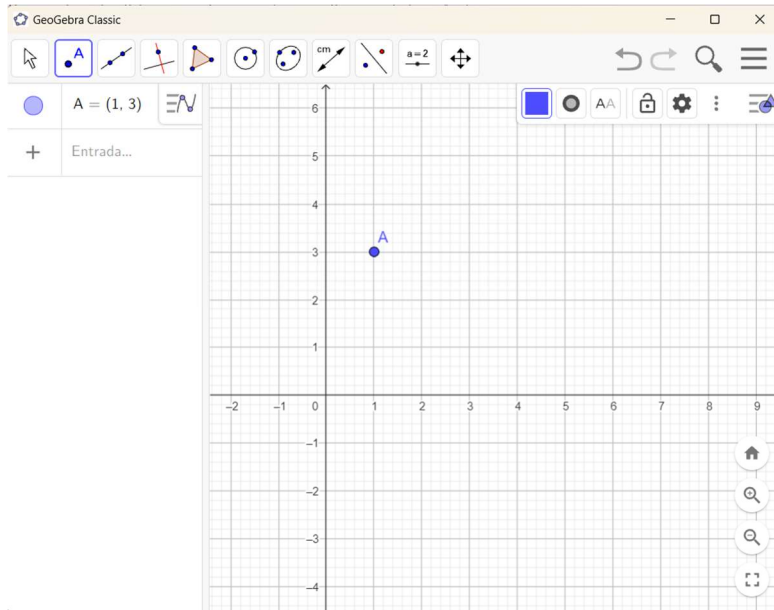 GeoGebra Classic
A
cm
a=2
A = (1, 3)
AA
Entrada...
6
5
4
A
3
2
1
−2 −1 0 1 2 3 4 5 6 7 8 9
−1
−2
−3
−4